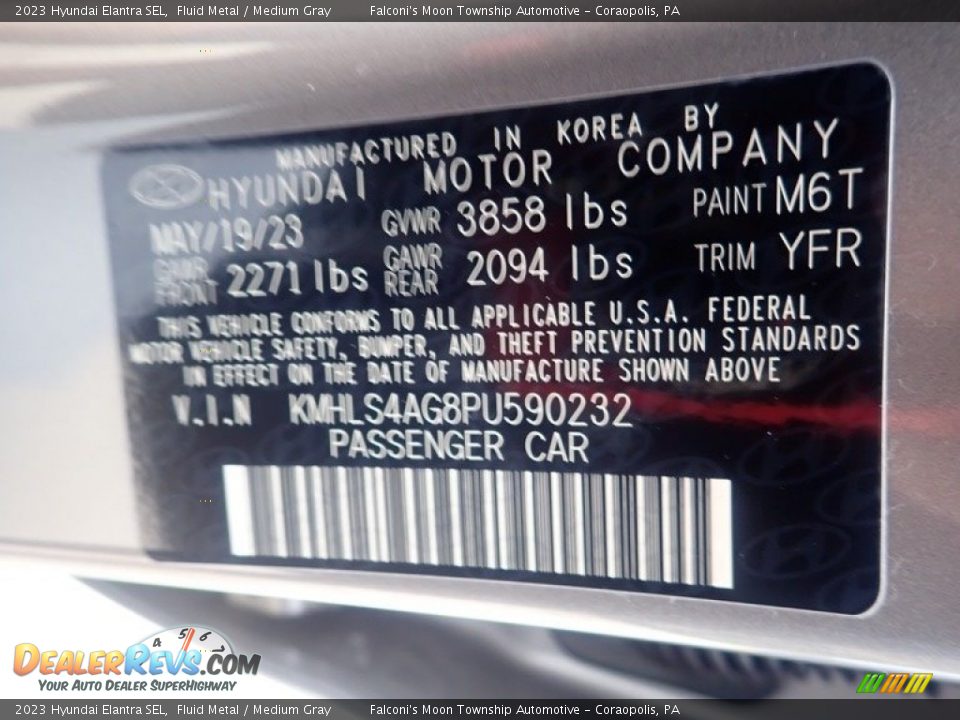 2023 Hyundai Elantra SEL, Fluid Metal / Medium Gray Falconi's Moon Township Automotive - Coraopolis, PA
MANUFACTURED IN KOREA BY
HYUNDAI MOTOR COMPANY
MAY/19/23 GVWR 3858 lbs PAINT M6T
GAWR FRONT 2271 lbs GAWR REAR 2094 lbs TRIM YFR
THIS VEHICLE CONFORMS TO ALL APPLICABLE U.S.A. FEDERAL
MOTOR VEHICLE SAFETY, BUMPER, AND THEFT PREVENTION STANDARDS
IN EFFECT ON THE DATE OF MANUFACTURE SHOWN ABOVE
V.I.N KMHLS4AG8PU590232
PASSENGER CAR
4 5 6
DEALERREVS.COM
YOUR AUTO DEALER SUPERHIGHWAY
2023 Hyundai Elantra SEL, Fluid Metal / Medium Gray Falconi's Moon Township Automotive - Coraopolis, PA